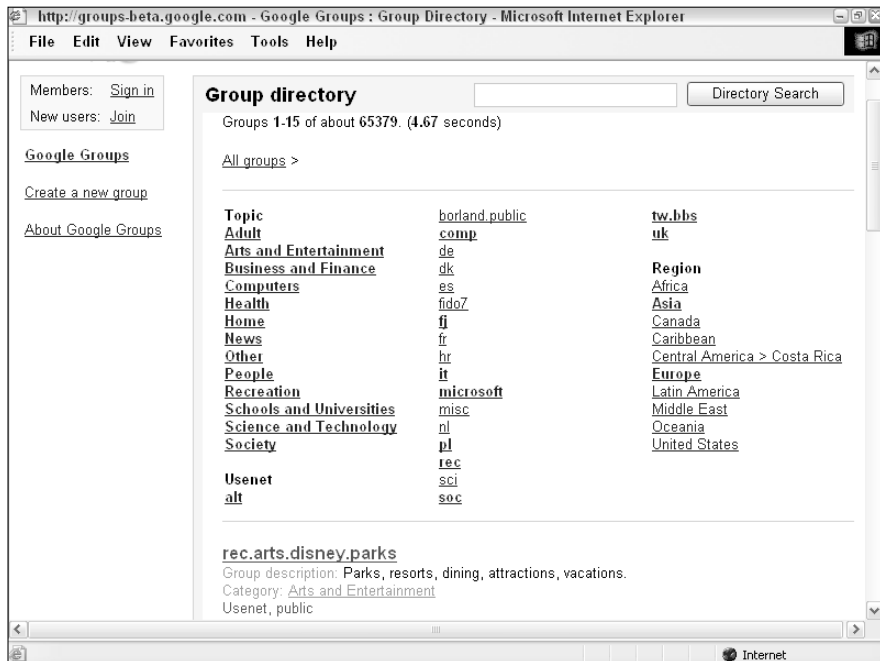 http://groups-beta.google.com - Google Groups : Group Directory - Microsoft Internet Explorer
File Edit View Favorites Tools Help
Members: Sign in
New users: Join
Google Groups
Create a new group
About Google Groups
Group directory
Directory Search
Groups 1-15 of about 65379. (4.67 seconds)
All groups >
Topic
Adult
Arts and Entertainment
Business and Finance
Computers
Health
Home
News
Other
People
Recreation
Schools and Universities
Science and Technology
Society
Usenet
alt
borland.public
comp
de
dk
es
fido7
fj
fr
hr
it
microsoft
misc
nl
pl
rec
sci
soc
tw.bbs
uk
Region
Africa
Asia
Canada
Caribbean
Central America > Costa Rica
Europe
Latin America
Middle East
Oceania
United States
rec.arts.disney.parks
Group description: Parks, resorts, dining, attractions, vacations.
Category: Arts and Entertainment
Usenet, public
Internet